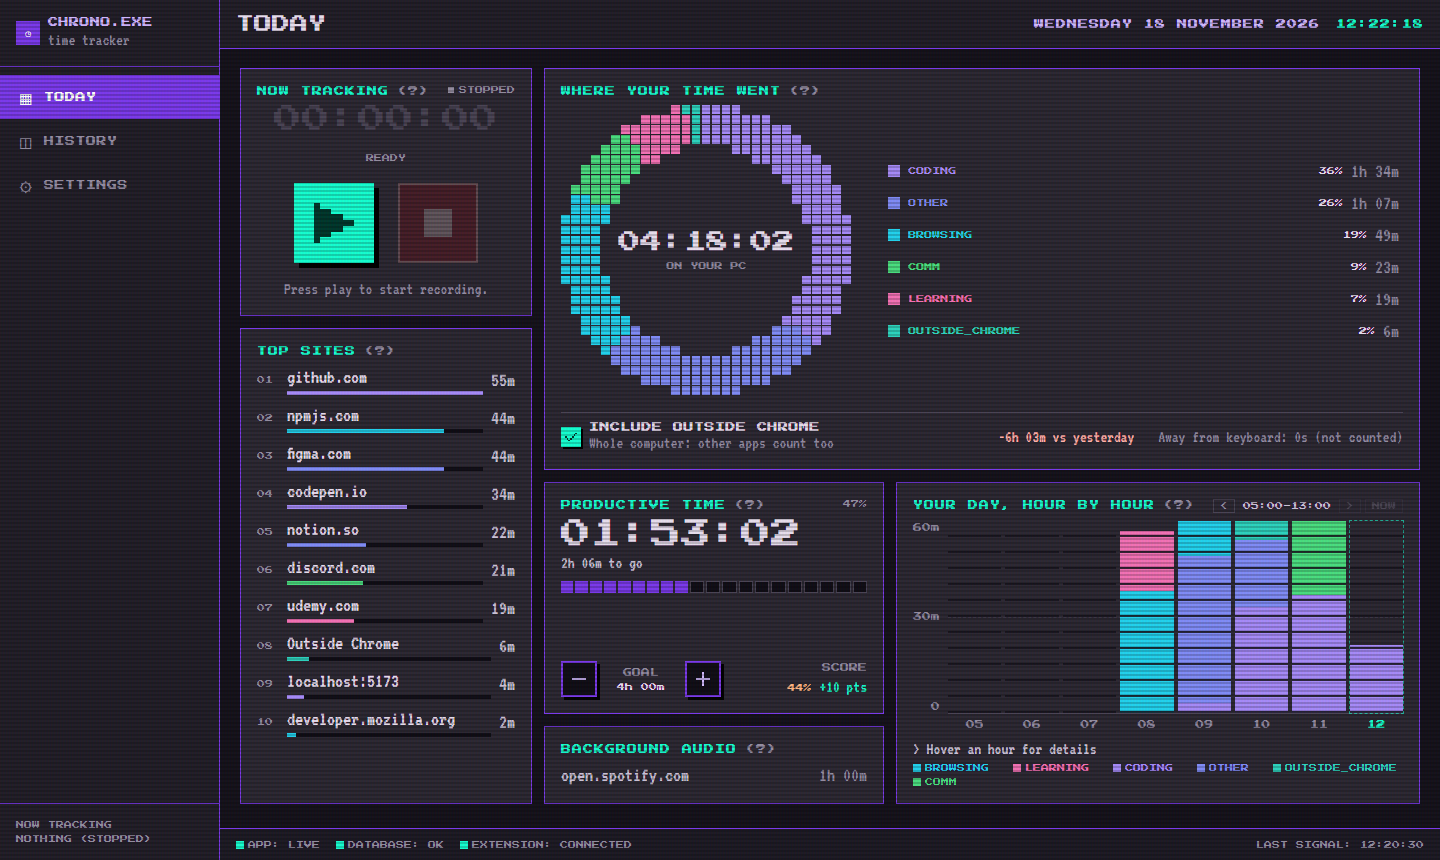 CHRONO.EXE
time tracker
TODAY
HISTORY
SETTINGS
NOW TRACKING
NOTHING (STOPPED)
TODAY
WEDNESDAY 18 NOVEMBER 2026 12:22:18
NOW TRACKING (?) STOPPED
00:00:00
READY
Press play to start recording.
TOP SITES (?)
01 github.com 55m
02 npmjs.com 44m
03 figma.com 44m
04 codepen.io 34m
05 notion.so 22m
06 discord.com 21m
07 udemy.com 19m
08 Outside Chrome 6m
09 localhost:5173 4m
10 developer.mozilla.org 2m
WHERE YOUR TIME WENT (?)
04:18:02
ON YOUR PC
CODING 36% 1h 34m
OTHER 26% 1h 07m
BROWSING 19% 49m
COMM 9% 23m
LEARNING 7% 19m
OUTSIDE_CHROME 2% 6m
INCLUDE OUTSIDE CHROME
Whole computer: other apps count too
-6h 03m vs yesterday Away from keyboard: 0s (not counted)
PRODUCTIVE TIME (?) 47%
01:53:02
2h 06m to go
GOAL
4h 00m
SCORE
44% +10 pts
BACKGROUND AUDIO (?)
open.spotify.com 1h 00m
YOUR DAY, HOUR BY HOUR (?) < 05:00-13:00 > NOW
60m
30m
0
05 06 07 08 09 10 11 12
> Hover an hour for details
BROWSING LEARNING CODING OTHER OUTSIDE_CHROME
COMM
APP: LIVE DATABASE: OK EXTENSION: CONNECTED
LAST SIGNAL: 12:20:30